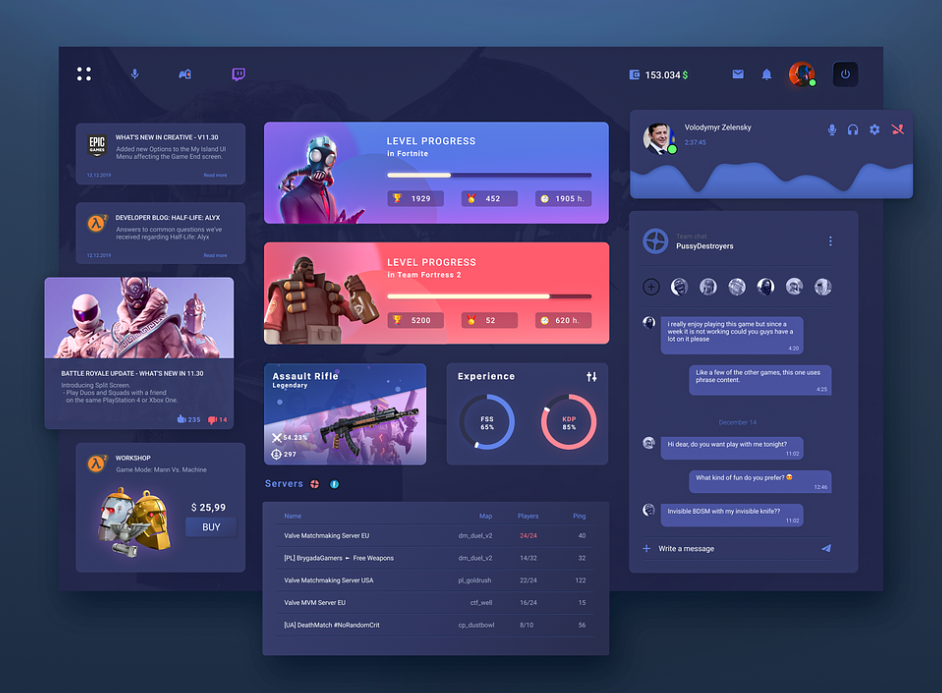 153.034 $
EPIC
GAMES
WHAT'S NEW IN CREATIVE - V11.30
Added new Options to the My Island UI
Menu affecting the Game End screen.
12.12.2019
Read more
DEVELOPER BLOG: HALF-LIFE: ALYX
Answers to common questions we've
received regarding Half-Life: Alyx
12.12.2019
Read more
BATTLE ROYALE UPDATE - WHAT'S NEW IN 11.30
Introducing Split Screen.
- Play Duos and Squads with a friend
on the same PlayStation 4 or Xbox One.
235
14
WORKSHOP
Game Mode: Mann Vs. Machine
$ 25,99
BUY
LEVEL PROGRESS
in Fortnite
1929
452
1905 h.
LEVEL PROGRESS
in Team Fortress 2
5200
52
620 h.
Assault Rifle
Legendary
54.23%
297
Experience
FSS
65%
KDP
85%
Servers
Name Map Players Ping
Valve Matchmaking Server EU dm_duel_v2 24/24 40
[PL] BrygadaGamers ► Free Weapons dm_duel_v2 14/32 32
Valve Matchmaking Server USA pl_goldrush 22/24 122
Valve MVM Server EU ctf_well 16/24 15
[UA] DeathMatch #NoRandomCrit cp_dustbowl 8/10 56
Volodymyr Zelensky
2:37:45
Team chat
PussyDestroyers
i really enjoy playing this game but since a
week it is not working could you guys have a
lot on it please
4:20
Like a few of the other games, this one uses
phrase content.
4:25
December 14
Hi dear, do you want play with me tonight?
11:02
What kind of fun do you prefer? 😍
12:46
Invisible BDSM with my invisible knife??
11:02
Write a message